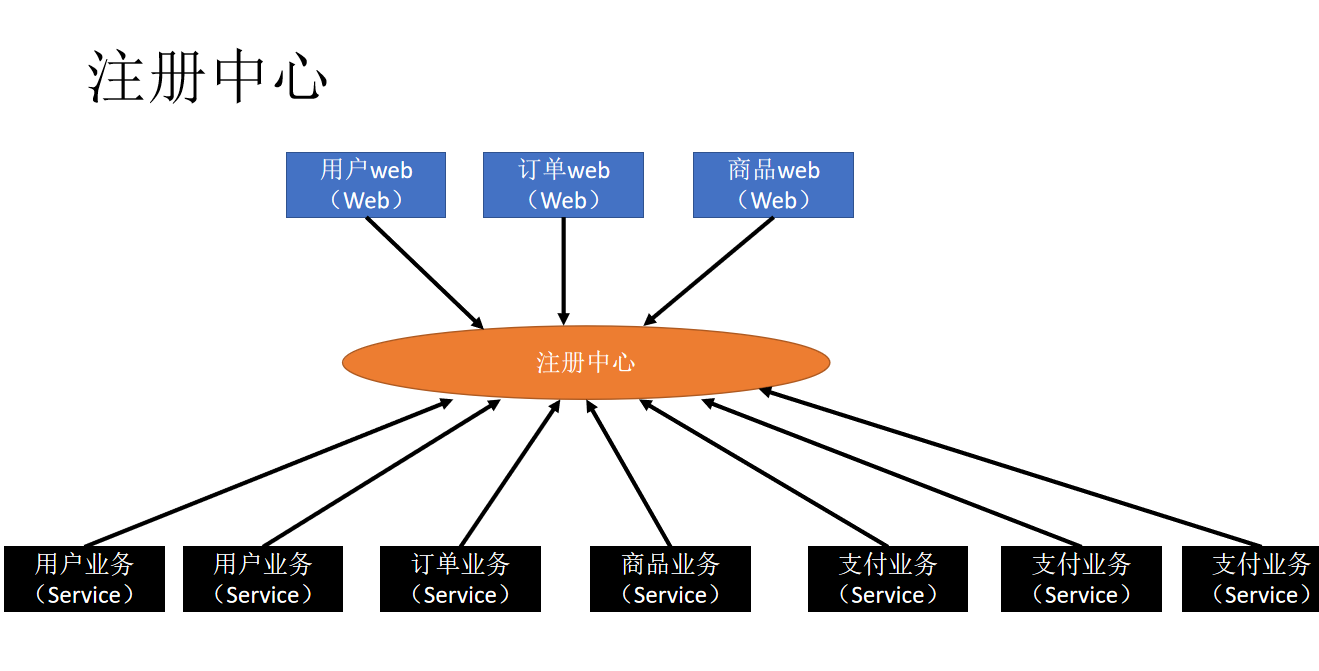 注册中心
用户web
（Web）
订单web
（Web）
商品web
（Web）
注册中心
用户业务
（Service）
用户业务
（Service）
订单业务
（Service）
商品业务
（Service）
支付业务
（Service）
支付业务
（Service）
支付业务
（Service）